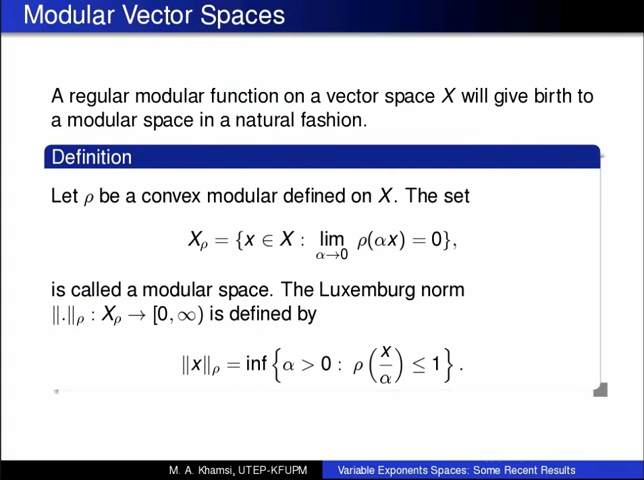 Modular Vector Spaces
A regular modular function on a vector space X will give birth to
a modular space in a natural fashion.
Definition
Let ρ be a convex modular defined on X. The set
X_ρ = {x ∈ X : lim_{α→0} ρ(αx) = 0},
is called a modular space. The Luxemburg norm
‖.‖_ρ : X_ρ → [0, ∞) is defined by
‖x‖_ρ = inf {α > 0 : ρ(x/α) ≤ 1}.
M. A. Khamsi, UTEP-KFUPM Variable Exponents Spaces: Some Recent Results